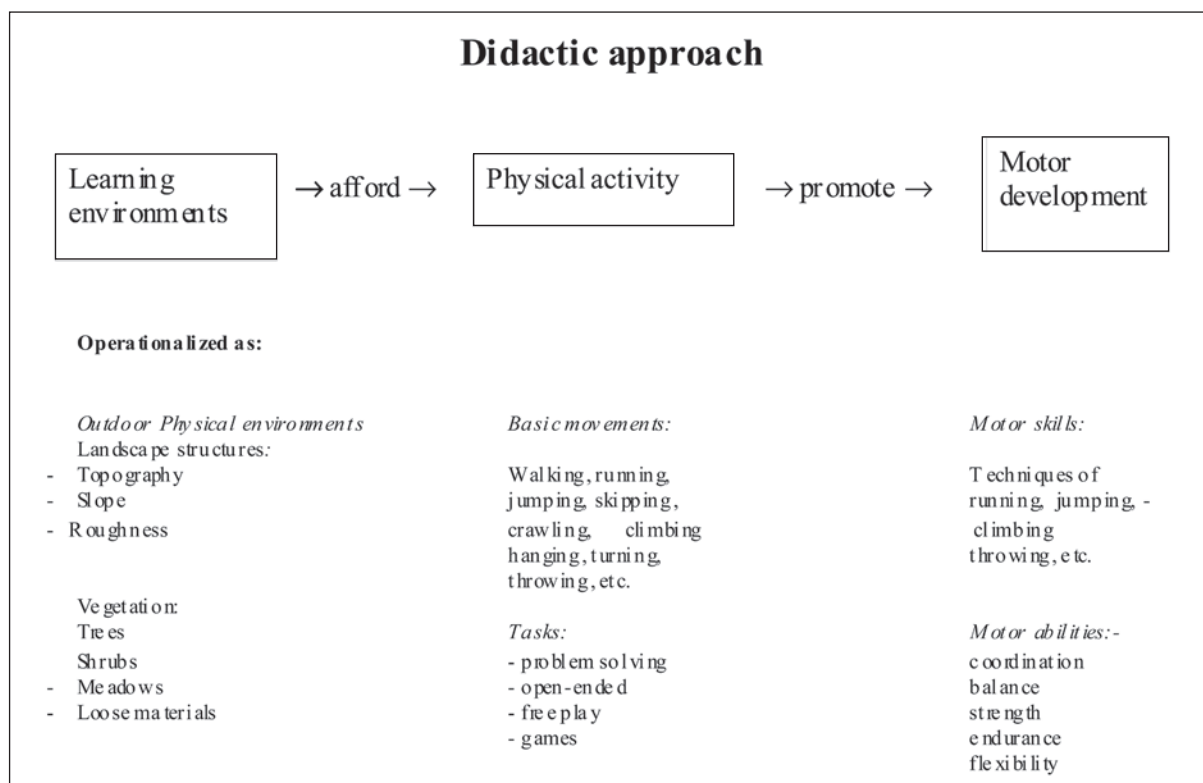 Didactic approach
Learning
environments
→ afford →
Physical activity
→ promote →
Motor
development
Operationalized as:
Outdoor Physical environments
Landscape structures:
- Topography
- Slope
- Roughness
Vegetation:
Trees
Shrubs
- Meadows
- Loose materials
Basic movements:
Walking, running,
jumping, skipping,
crawling, climbing
hanging, turning,
throwing, etc.
Tasks:
- problem solving
- open-ended
- free play
- games
Motor skills:
Techniques of
running, jumping, -
climbing
throwing, etc.
Motor abilities:-
coordination
balance
strength
endurance
flexibility